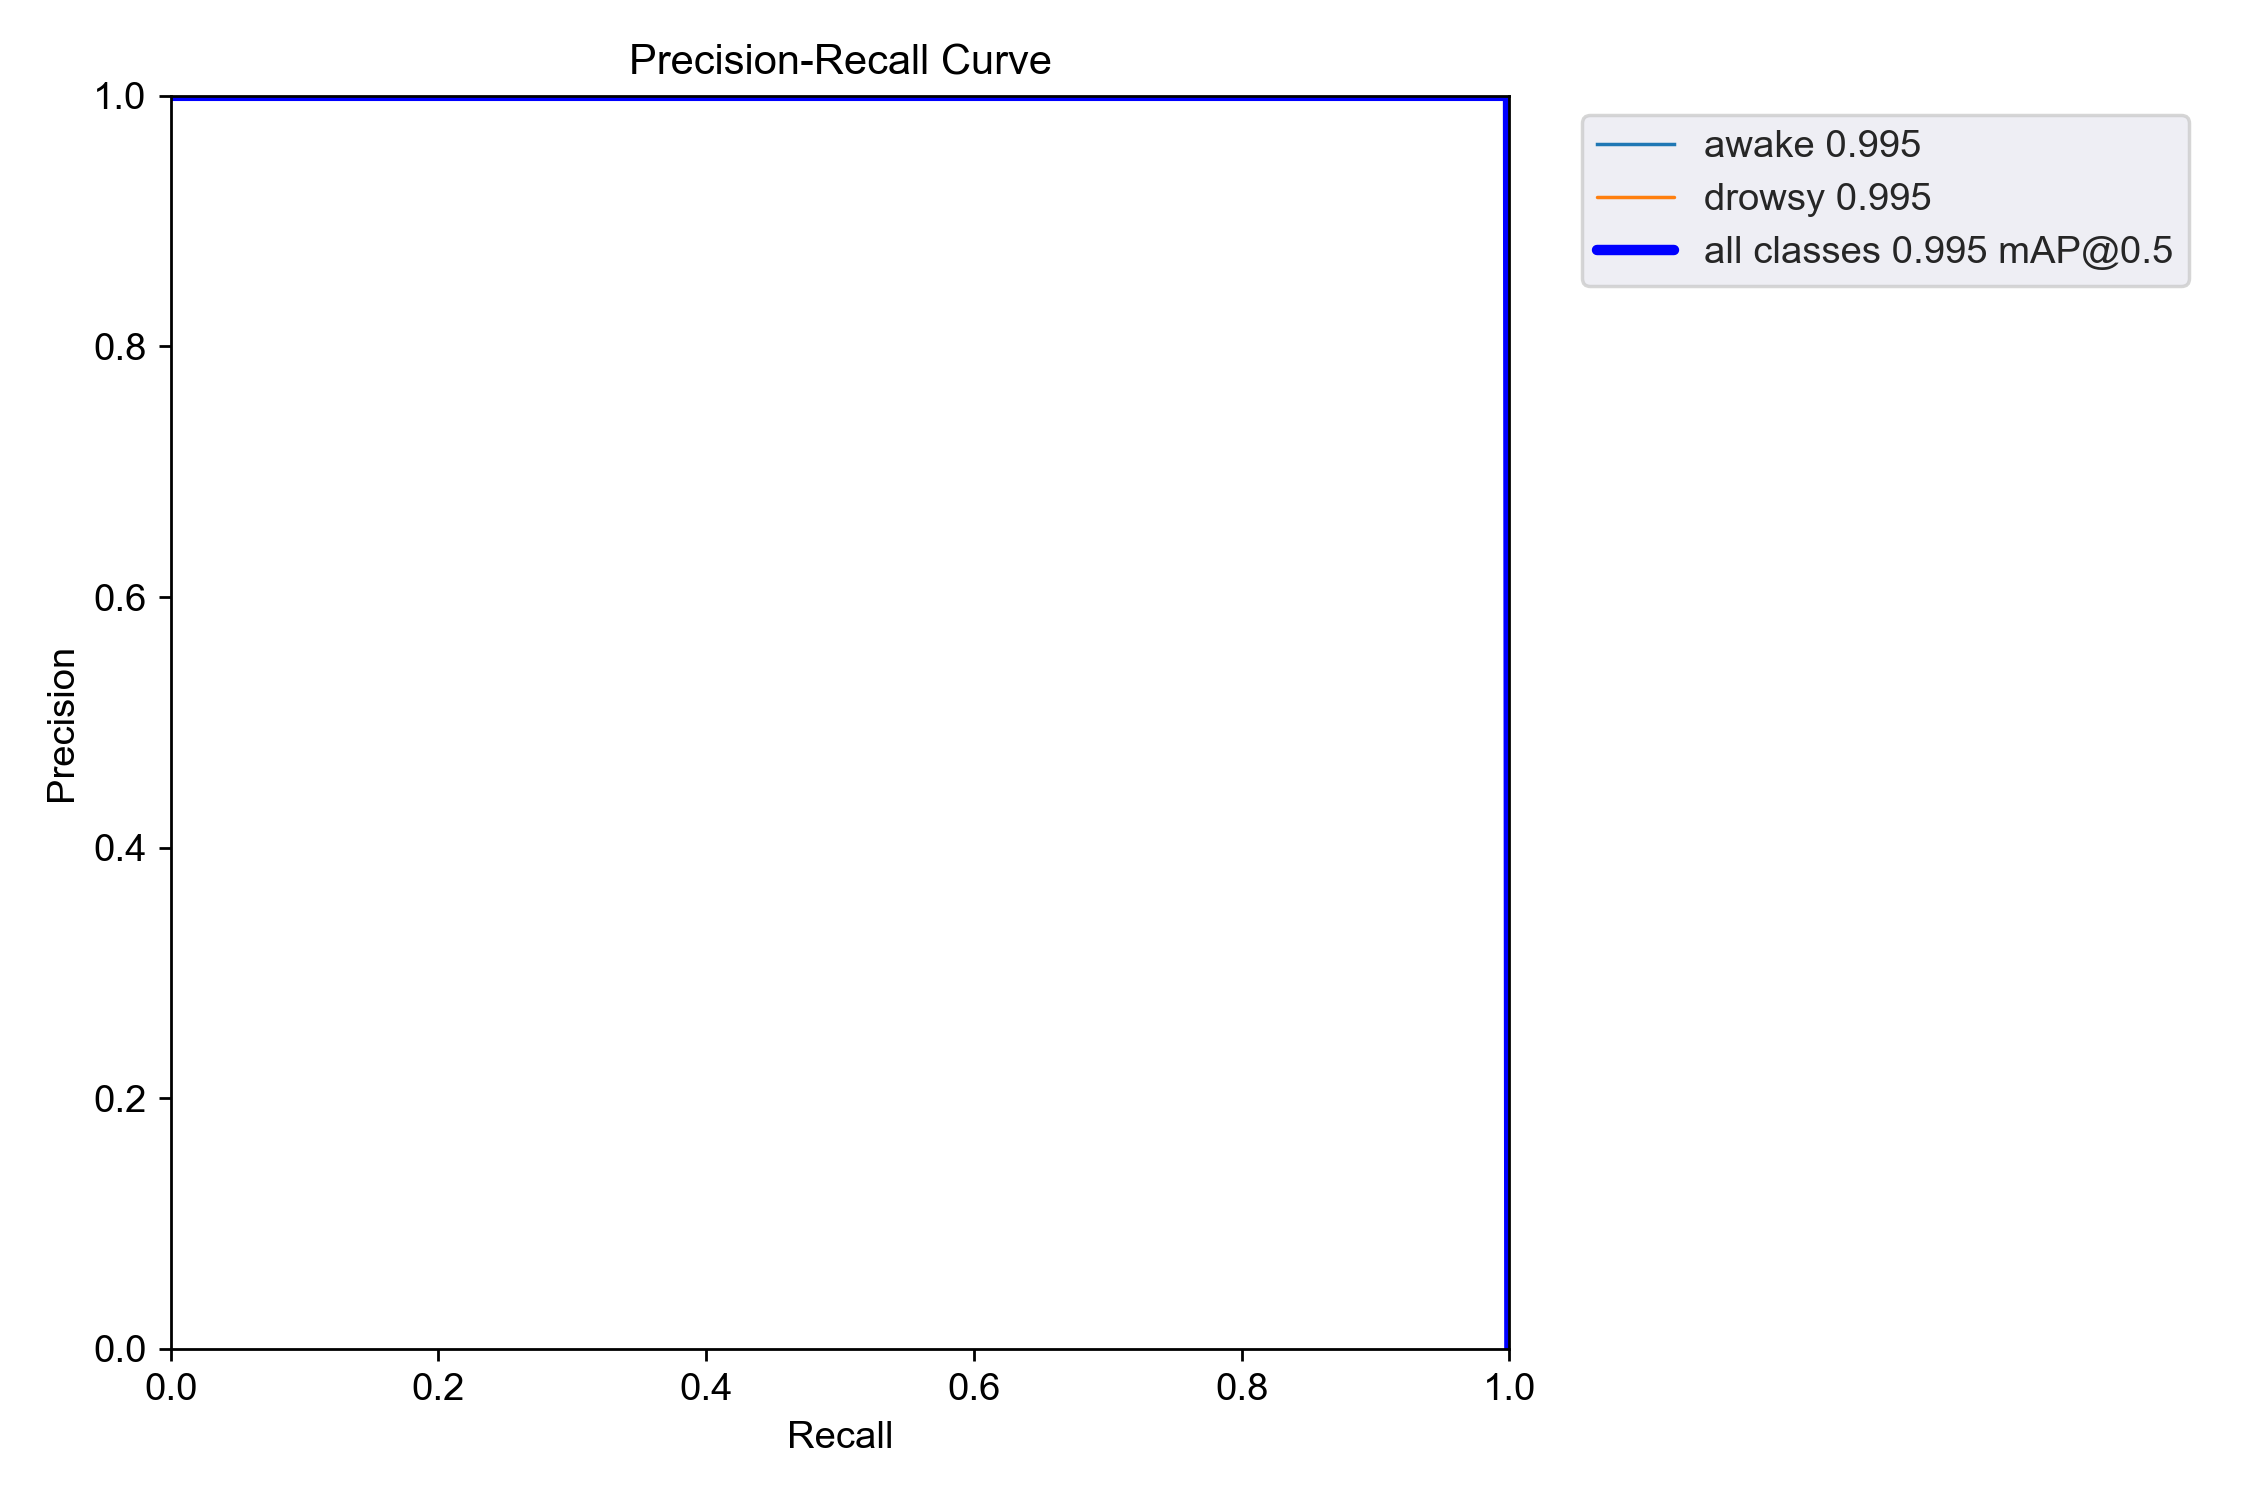 Precision-Recall Curve
1.0
0.8
0.6
0.4
0.2
0.0
Precision
0.0 0.2 0.4 0.6 0.8 1.0
Recall
awake 0.995
drowsy 0.995
all classes 0.995 mAP@0.5